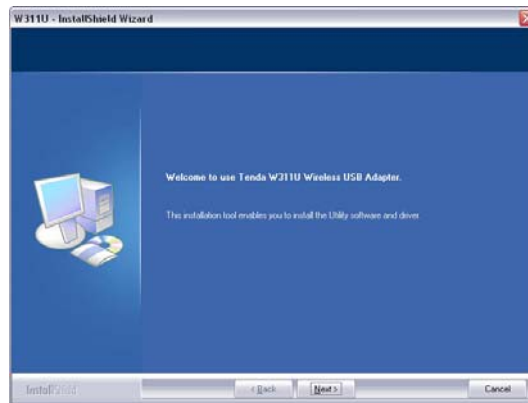 W311U - InstallShield Wizard
Welcome to use Tenda W311U Wireless USB Adapter.
This installation tool enables you to install the Utility software and driver.
InstallShield
< Back
Next >
Cancel